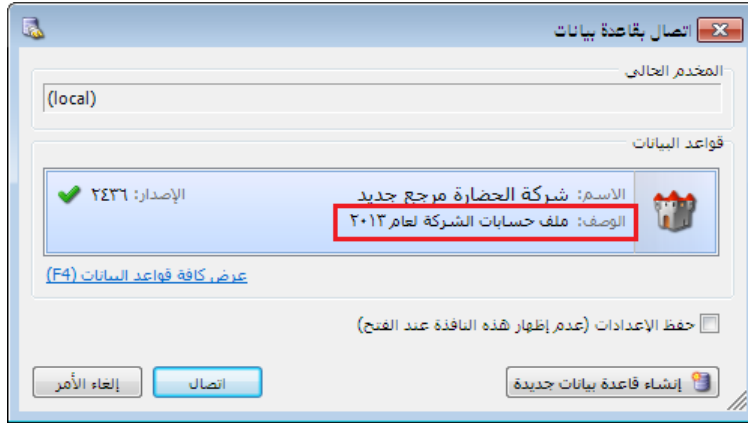 اتصال بقاعدة بيانات
المخدم الحالي
(local)
قواعد البيانات
الاسم: شركة الحضارة مرجع جديد
الإصدار: ٢٤٣٦
الوصف: ملف حسابات الشركة لعام ٢٠١٣
عرض كافة قواعد البيانات (F4)
حفظ الإعدادات (عدم إظهار هذه النافذة عند الفتح)
إنشاء قاعدة بيانات جديدة
اتصال
إلغاء الأمر